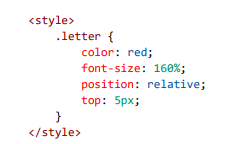 <style>
    .letter {
        color: red;
        font-size: 160%;
        position: relative;
        top: 5px;
    }
</style>